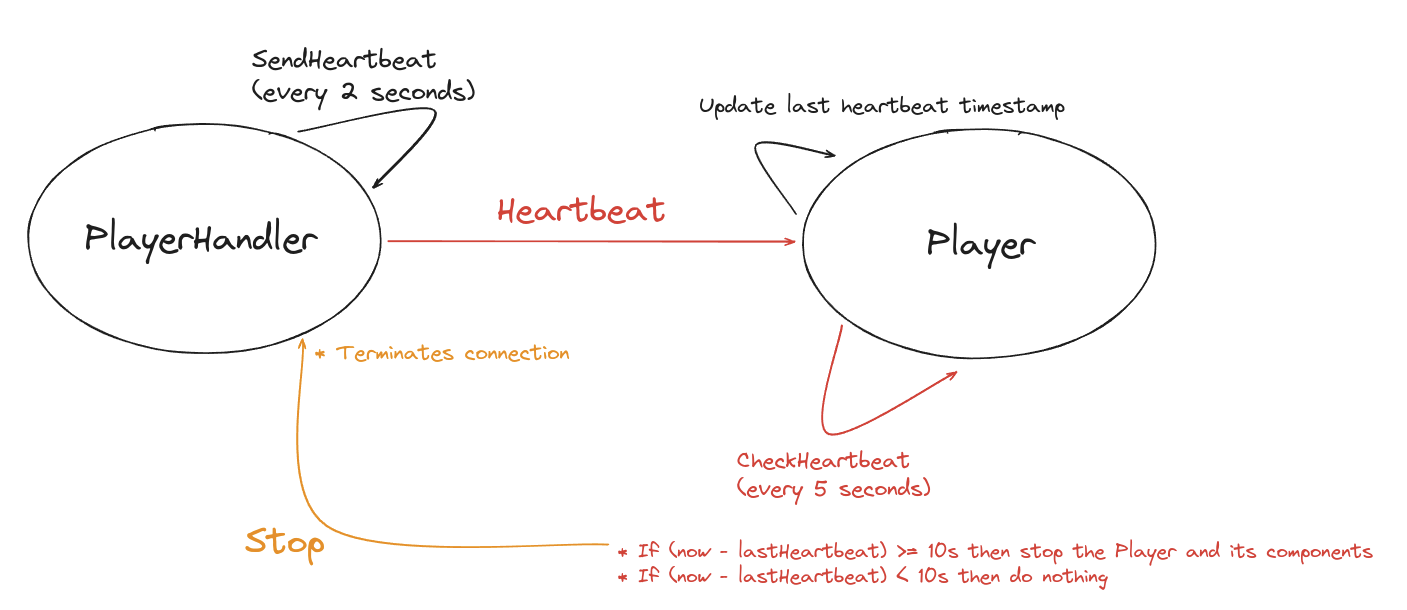 SendHeartbeat
(every 2 seconds)
Update last heartbeat timestamp
Heartbeat
PlayerHandler
Player
* Terminates connection
CheckHeartbeat
(every 5 seconds)
Stop
* If (now - lastHeartbeat) >= 10s then stop the Player and its components
* If (now - lastHeartbeat) < 10s then do nothing